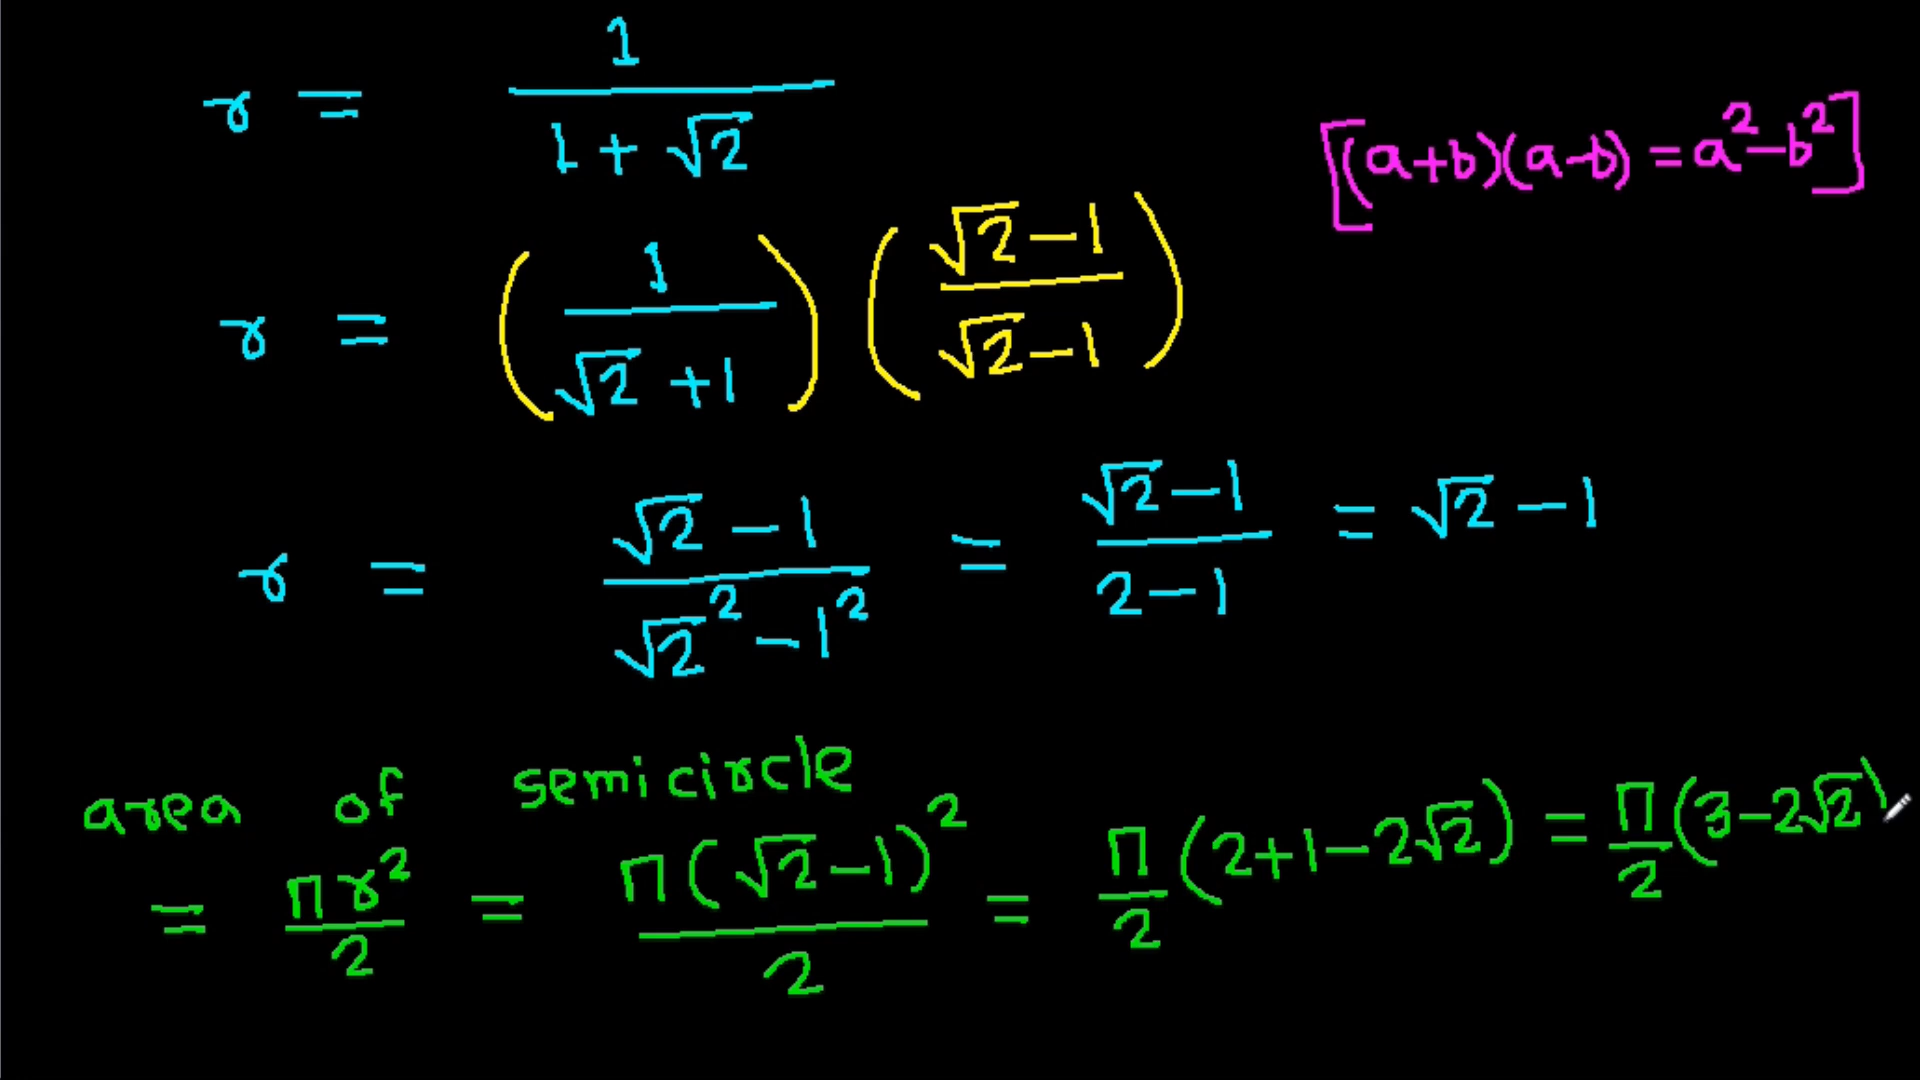 r = 1 / (1 + √2)
[(a+b)(a-b) = a² - b²]
r = (1 / (√2 + 1)) ((√2 - 1) / (√2 - 1))
r = (√2 - 1) / (√2² - 1²) = (√2 - 1) / (2 - 1) = √2 - 1
area of semicircle
= πr² / 2 = π(√2 - 1)² / 2 = π/2 (2+1-2√2) = π/2 (3-2√2)